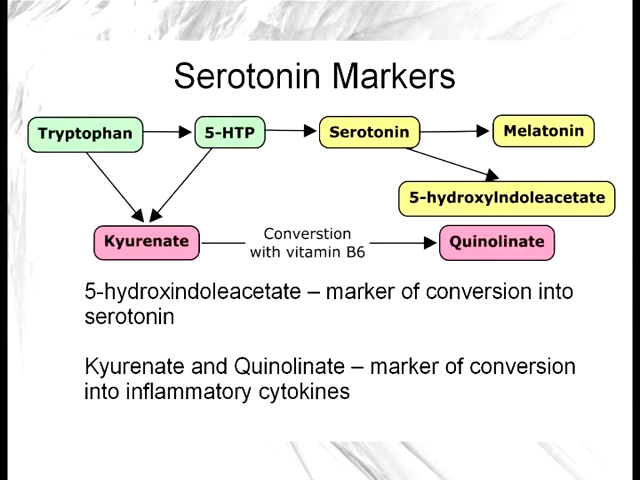 Serotonin Markers
Tryptophan
5-HTP
Serotonin
Melatonin
5-hydroxylndoleacetate
Kyurenate
Converstion
with vitamin B6
Quinolinate
5-hydroxindoleacetate – marker of conversion into
serotonin
Kyurenate and Quinolinate – marker of conversion
into inflammatory cytokines